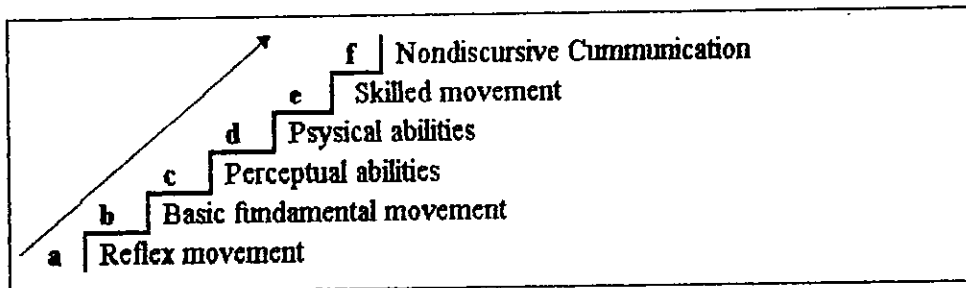 f Nondiscursive Cummunication
e Skilled movement
d Psysical abilities
c Perceptual abilities
b Basic fundamental movement
a Reflex movement